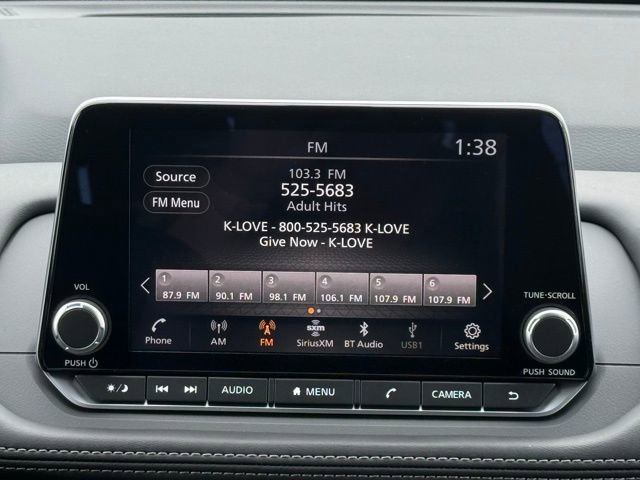 FM
1:38
Source
103.3 FM
525-5683
FM Menu
Adult Hits
K-LOVE - 800-525-5683 K-LOVE
Give Now - K-LOVE
1 2 3 4 5 6
87.9 FM 90.1 FM 98.1 FM 106.1 FM 107.9 FM 107.9 FM
VOL
TUNE·SCROLL
sxm
Phone AM FM SiriusXM BT Audio USB1 Settings
PUSH
PUSH SOUND
AUDIO MENU CAMERA